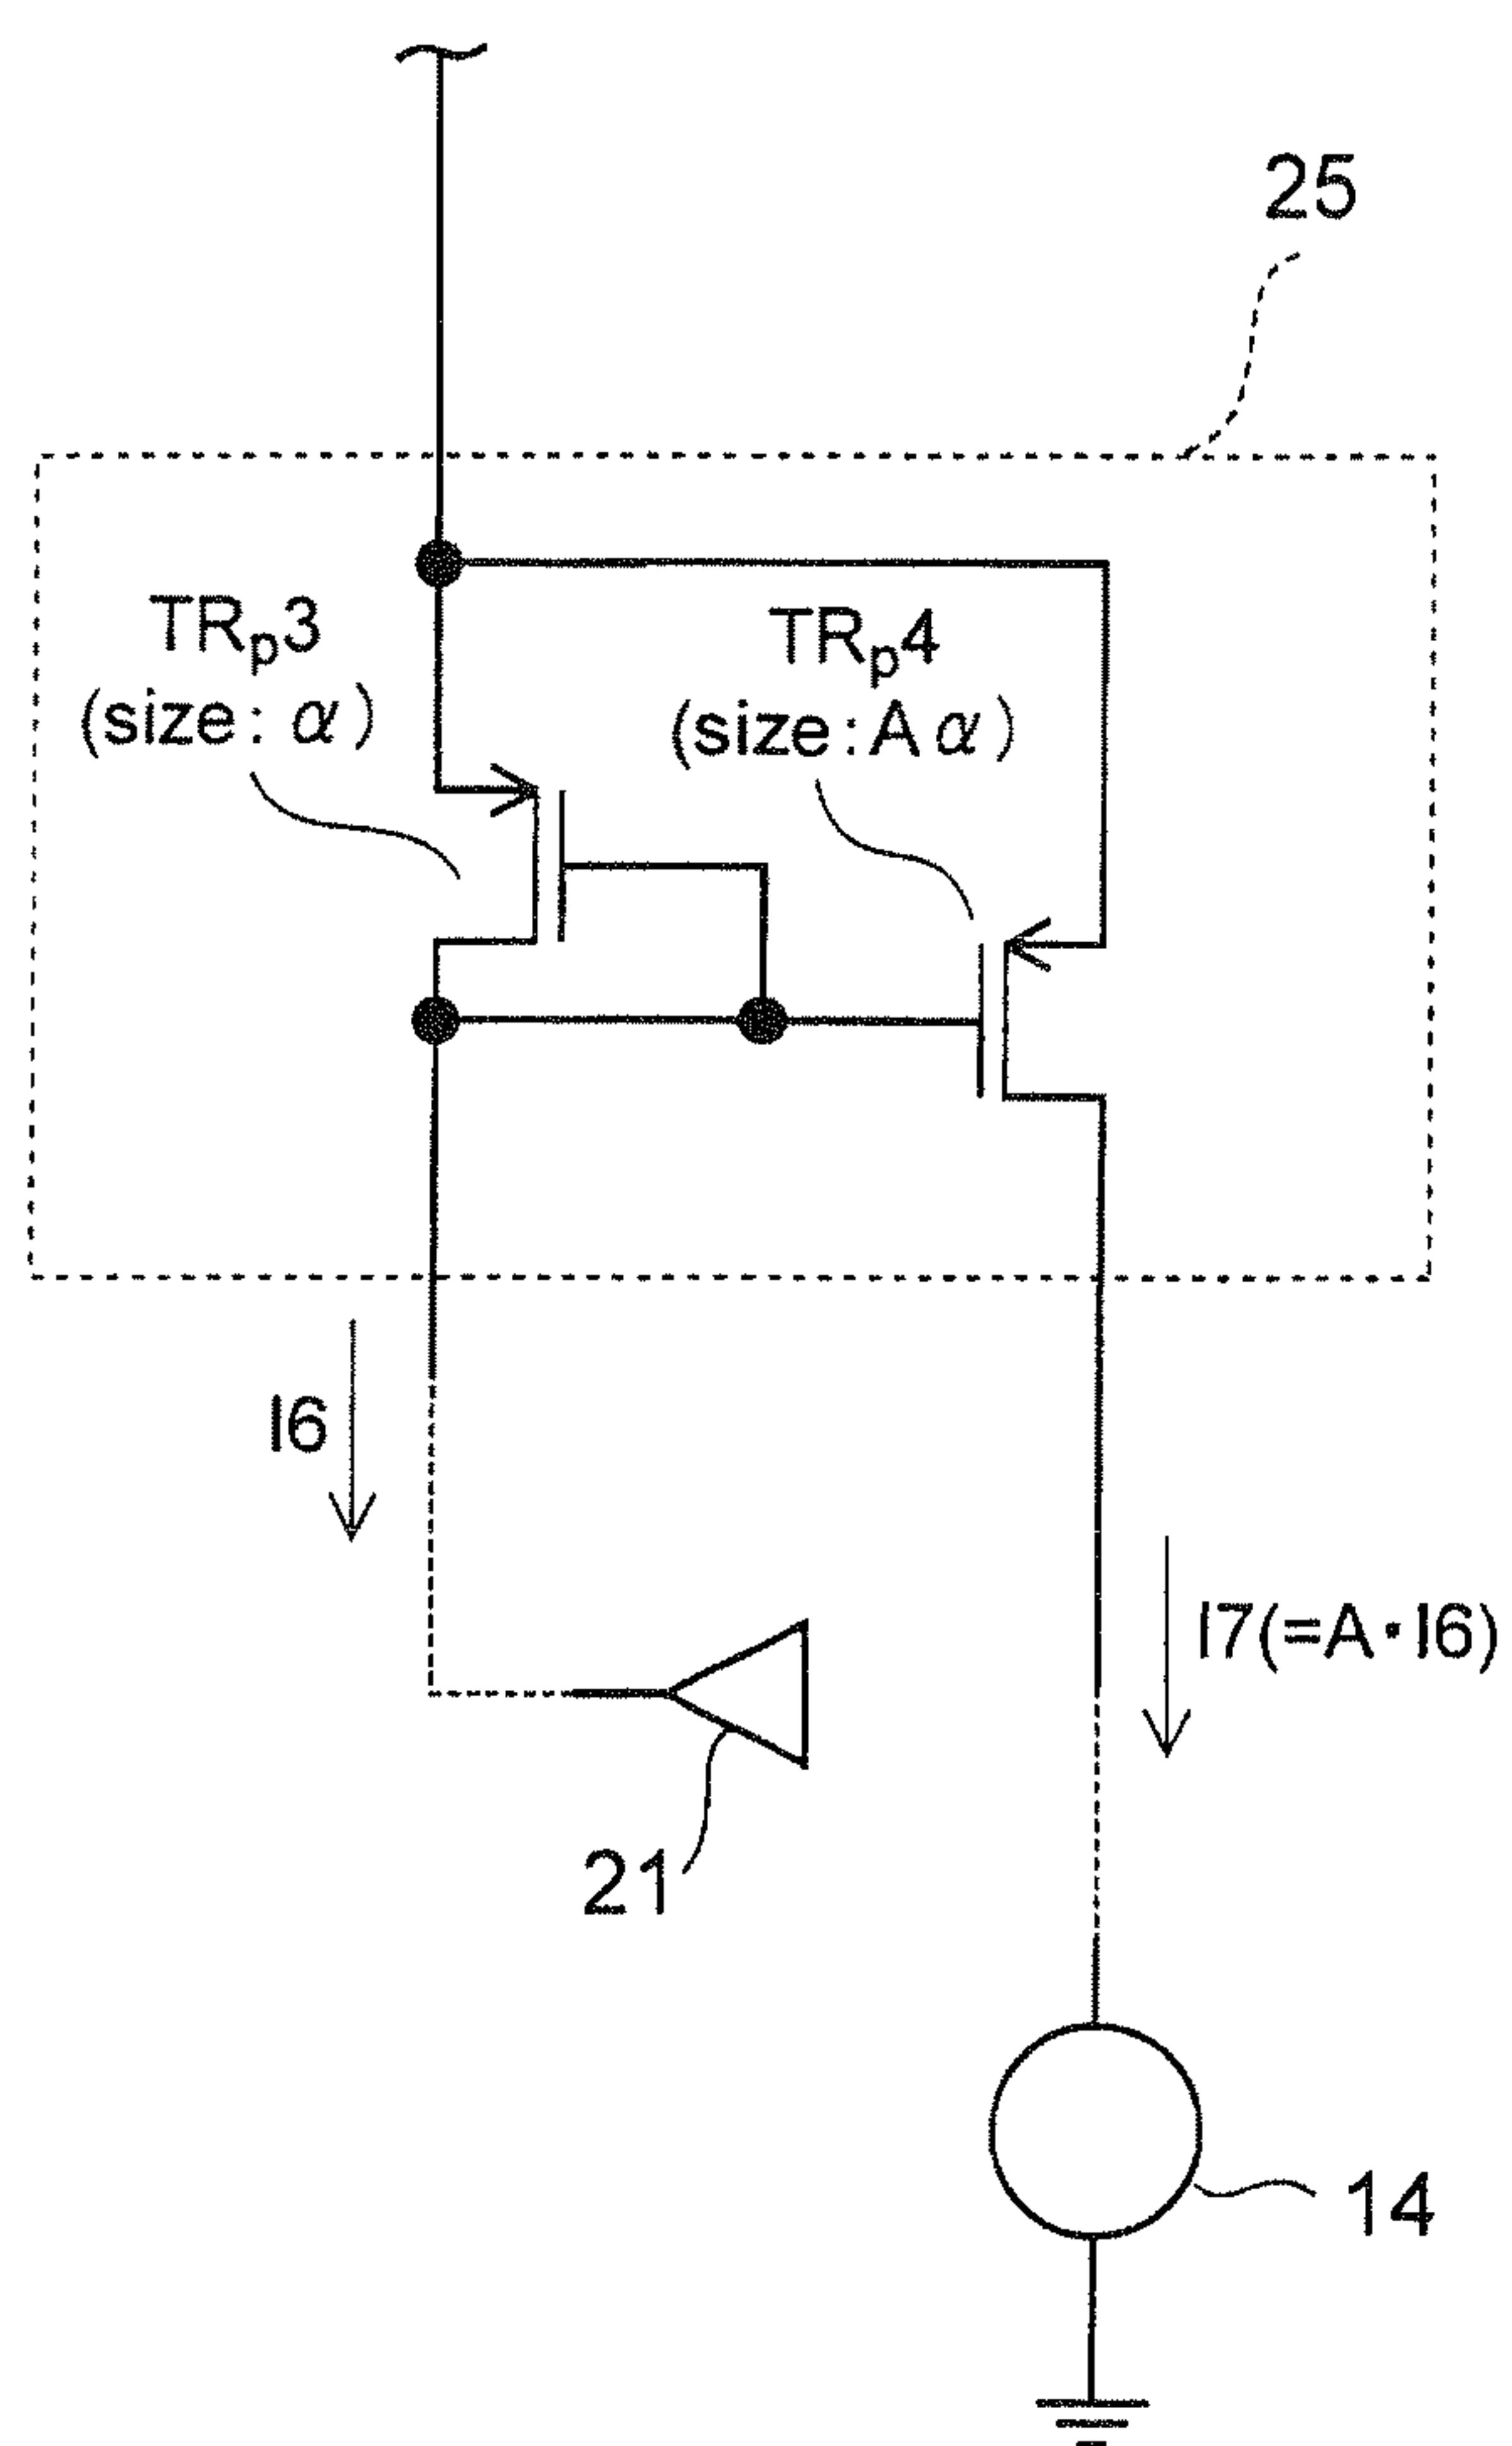 25
TRp3
(size: α)
TRp4
(size: Aα)
I6
I7(=A・I6)
21
14